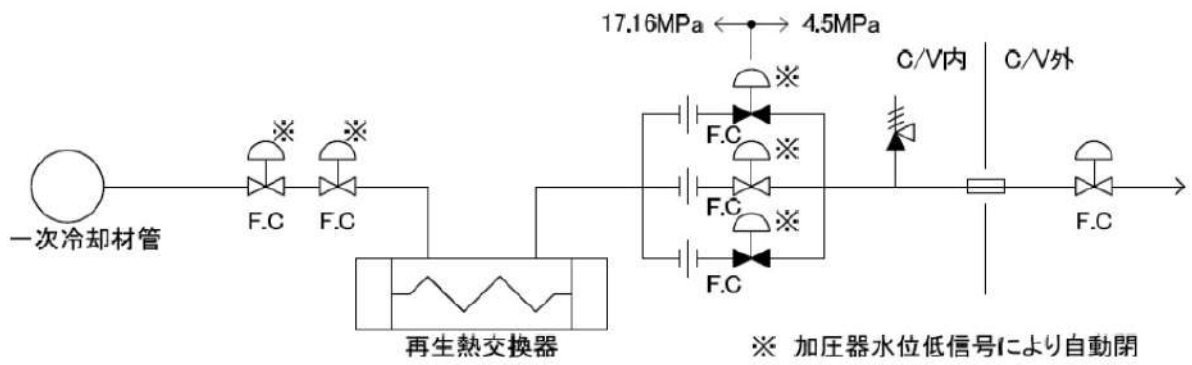 17.16MPa ←→ 4.5MPa
C/V内 C/V外
※
※ ※
F.C
※
F.C F.C
F.C
※
F.C
F.C
一次冷却材管
再生熱交換器
※ 加圧器水位低信号により自動閉